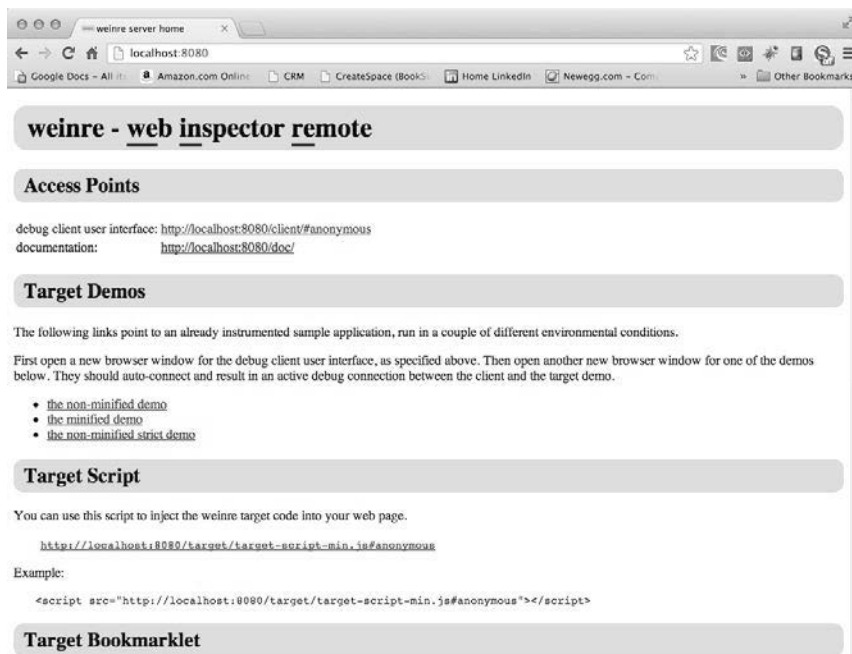 weinre server home
localhost:8080
Google Docs - All it
Amazon.com Online
CRM
CreateSpace (BookS
Home LinkedIn
Newegg.com - Com
»
Other Bookmarks
weinre - web inspector remote
Access Points
debug client user interface: http://localhost:8080/client/#anonymous
documentation: http://localhost:8080/doc/
Target Demos
The following links point to an already instrumented sample application, run in a couple of different environmental conditions.
First open a new browser window for the debug client user interface, as specified above. Then open another new browser window for one of the demos
below. They should auto-connect and result in an active debug connection between the client and the target demo.
• the non-minified demo
• the minified demo
• the non-minified strict demo
Target Script
You can use this script to inject the weinre target code into your web page.
http://localhost:8080/target/target-script-min.js#anonymous
Example:
<script src="http://localhost:8080/target/target-script-min.js#anonymous"></script>
Target Bookmarklet